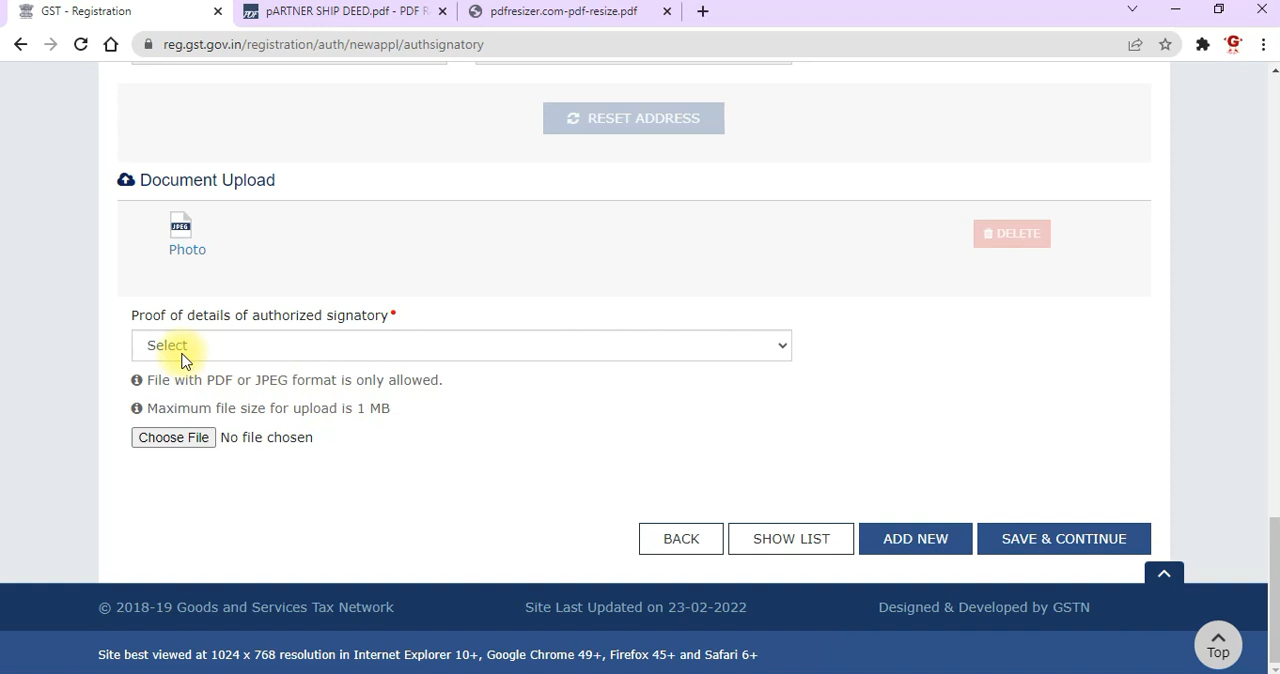 GST - Registration
pARTNER SHIP DEED.pdf - PDF R
pdfresizer.com-pdf-resize.pdf
reg.gst.gov.in/registration/auth/newappl/authsignatory
RESET ADDRESS
Document Upload
JPEG
Photo
DELETE
Proof of details of authorized signatory•
Select
File with PDF or JPEG format is only allowed.
Maximum file size for upload is 1 MB
Choose File No file chosen
BACK SHOW LIST ADD NEW SAVE & CONTINUE
© 2018-19 Goods and Services Tax Network Site Last Updated on 23-02-2022 Designed & Developed by GSTN
Site best viewed at 1024 x 768 resolution in Internet Explorer 10+, Google Chrome 49+, Firefox 45+ and Safari 6+
Top